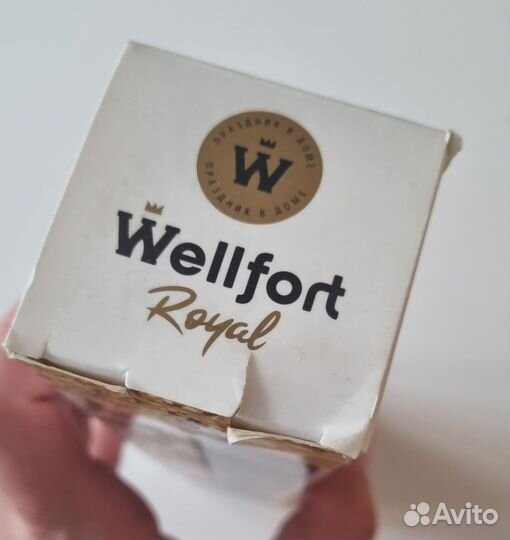 ПРАЗДНИК В ДОМЕ
W
ПРАЗДНИК В ДОМЕ
Wellfort
Royal
Avito